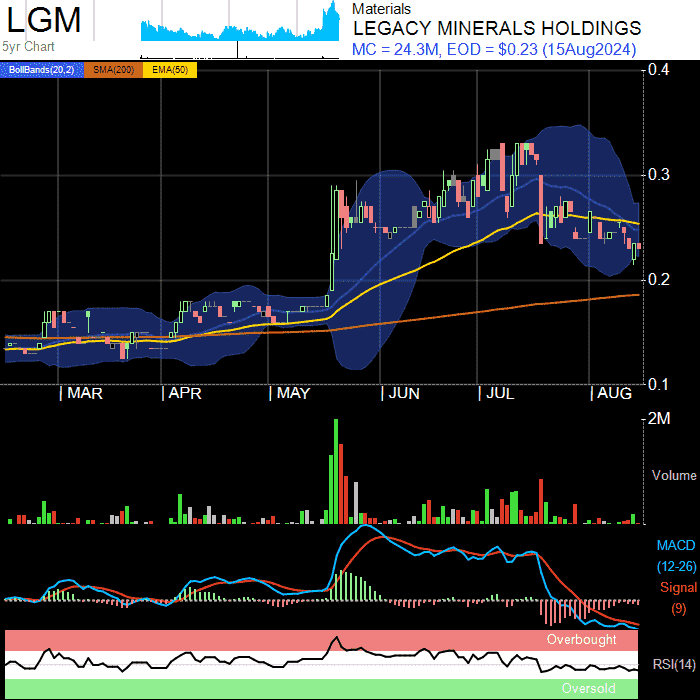 LGM
5yr Chart
Materials
LEGACY MINERALS HOLDINGS
MC = 24.3M, EOD = $0.23 (15Aug2024)
BollBands(20,2) SMA(200) EMA(50)
0.4
0.3
0.2
0.1
MAR APR MAY JUN JUL AUG
2M
Volume
MACD
(12-26)
Signal
(9)
Overbought
RSI(14)
Oversold